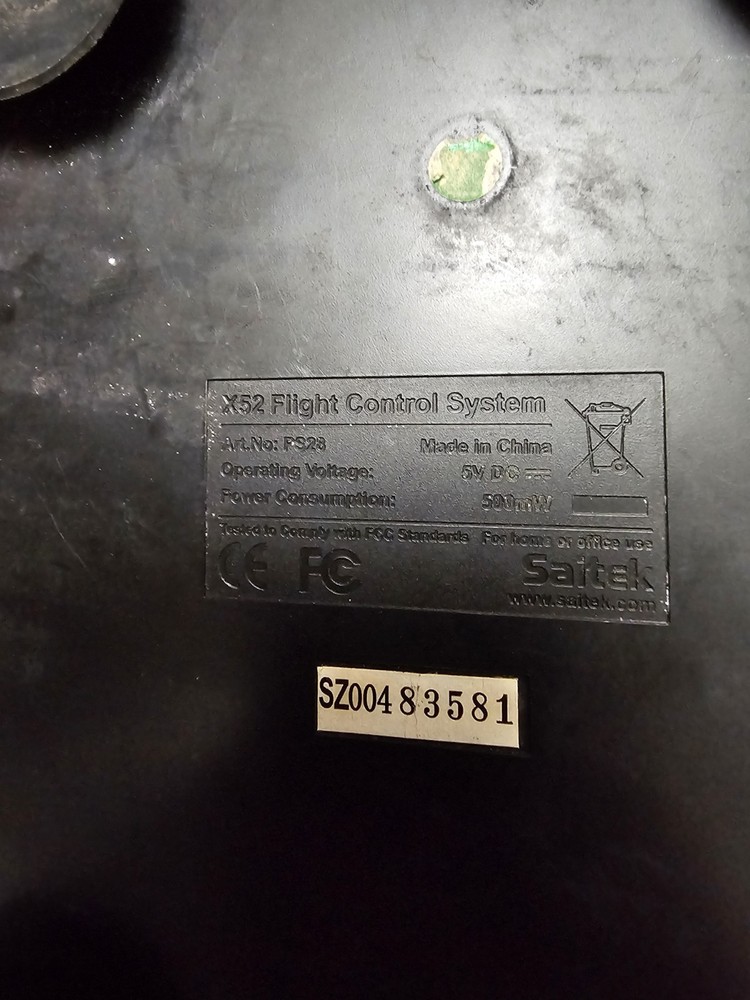 X52 Flight Control System
Art.No: PS28 Made in China
Operating Voltage: 5V DC
Power Consumption: 500mW
Tested to Comply with FCC Standards For home or office use
CE FC Saitek
www.saitek.com
SZ00483581